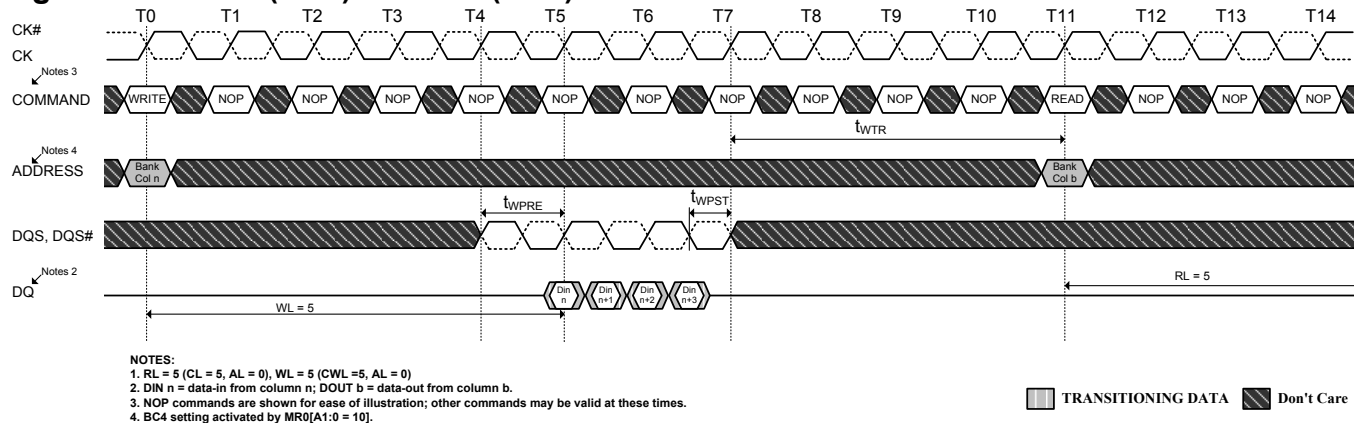 T0 T1 T2 T3 T4 T5 T6 T7 T8 T9 T10 T11 T12 T13 T14
CK#
CK
Notes 3
COMMAND WRITE NOP NOP NOP NOP NOP NOP NOP NOP NOP NOP READ NOP NOP NOP
tWTR
Notes 4
ADDRESS
Bank Bank
Col n Col b
tWPRE tWPST
DQS, DQS#
Notes 2
DQ
Din Din Din Din
n n+1 n+2 n+3
RL = 5
WL = 5
NOTES:
1. RL = 5 (CL = 5, AL = 0), WL = 5 (CWL =5, AL = 0)
2. DIN n = data-in from column n; DOUT b = data-out from column b.
3. NOP commands are shown for ease of illustration; other commands may be valid at these times.
4. BC4 setting activated by MR0[A1:0 = 10].
TRANSITIONING DATA Don't Care